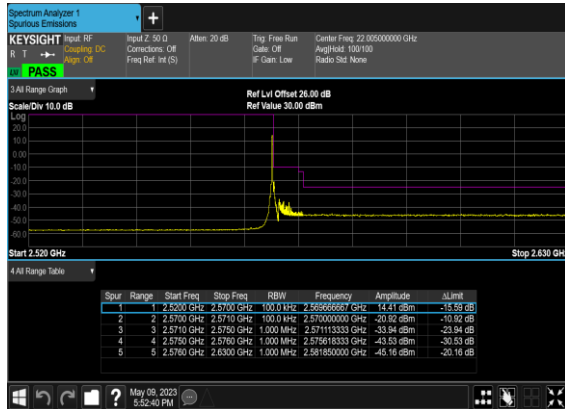 Spectrum Analyzer 1
Spurious Emissions
KEYSIGHT Input: RF Input Z: 50 Ω Atten: 20 dB Trig: Free Run Center Freq: 22.005000000 GHz
R T Coupling: DC Corrections: Off Gate: Off Avg|Hold: 100/100
Align: Off Freq Ref: Int (S) IF Gain: Low Radio Std: None
PASS
3 All Range Graph
Ref Lvl Offset 26.00 dB
Scale/Div 10.0 dB Ref Value 30.00 dBm
Log
20.0
10.0
0.00
-10.0
-20.0
-30.0
-40.0
-50.0
-60.0
Start 2.520 GHz Stop 2.630 GH
4 All Range Table
Spur Range Start Freq Stop Freq RBW Frequency Amplitude ΔLimit
1 1 2.5200 GHz 2.5700 GHz 100.0 kHz 2.569666667 GHz 14.41 dBm -15.59 dB
2 2 2.5700 GHz 2.5710 GHz 100.0 kHz 2.570000000 GHz -20.92 dBm -10.92 dB
3 3 2.5710 GHz 2.5750 GHz 1.000 MHz 2.571113333 GHz -33.94 dBm -23.94 dB
4 4 2.5750 GHz 2.5760 GHz 1.000 MHz 2.575618333 GHz -43.53 dBm -30.53 dB
5 5 2.5760 GHz 2.6300 GHz 1.000 MHz 2.581850000 GHz -45.16 dBm -20.16 dB
May 09, 2023
5:52:40 PM